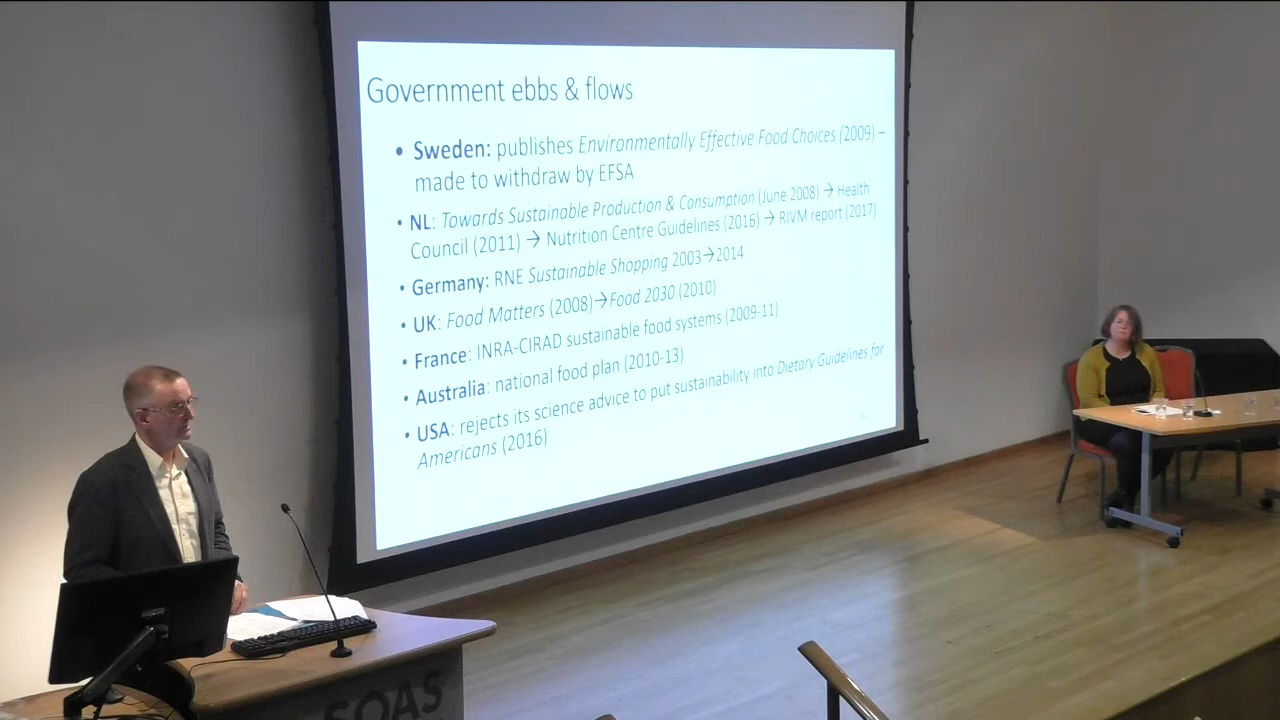 Government ebbs & flows
• Sweden: publishes Environmentally Effective Food Choices (2009) –
made to withdraw by EFSA
• NL: Towards Sustainable Production & Consumption (June 2008) → Health
Council (2011) → Nutrition Centre Guidelines (2016) → RIVM report (2017)
• Germany: RNE Sustainable Shopping 2003→2014
• UK: Food Matters (2008)→Food 2030 (2010)
• France: INRA-CIRAD sustainable food systems (2009-11)
• Australia: national food plan (2010-13)
• USA: rejects its science advice to put sustainability into Dietary Guidelines for
Americans (2016)
SOAS